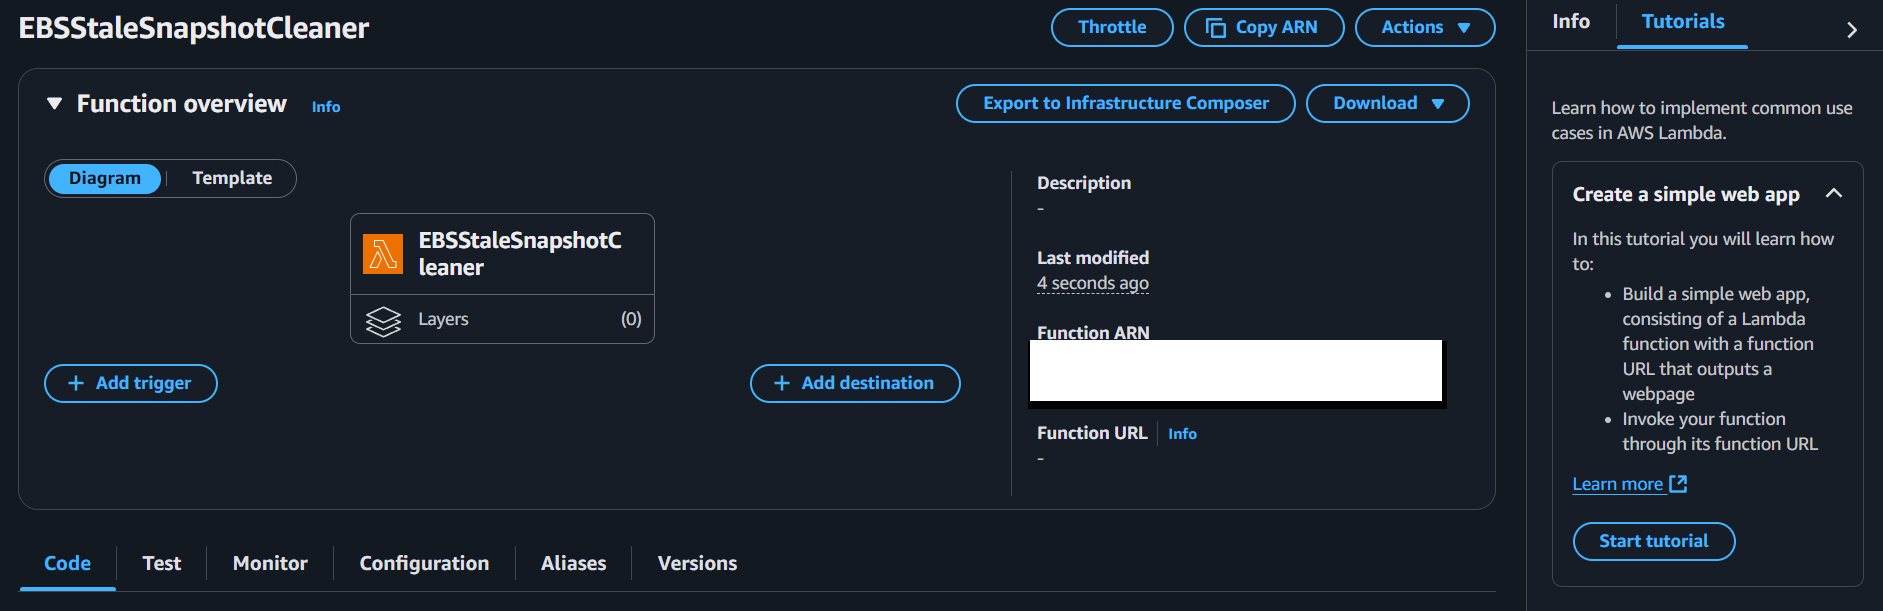 EBSStaleSnapshotCleaner
Throttle
Copy ARN
Actions
Function overview
Info
Export to Infrastructure Composer
Download
Diagram
Template
EBSStaleSnapshotC
leaner
Layers
(0)
Add trigger
Add destination
Description
-
Last modified
4 seconds ago
Function ARN
Function URL
Info
-
Code
Test
Monitor
Configuration
Aliases
Versions
Info
Tutorials
Learn how to implement common use
cases in AWS Lambda.
Create a simple web app
In this tutorial you will learn how
to:
• Build a simple web app,
consisting of a Lambda
function with a function
URL that outputs a
webpage
• Invoke your function
through its function URL
Learn more
Start tutorial